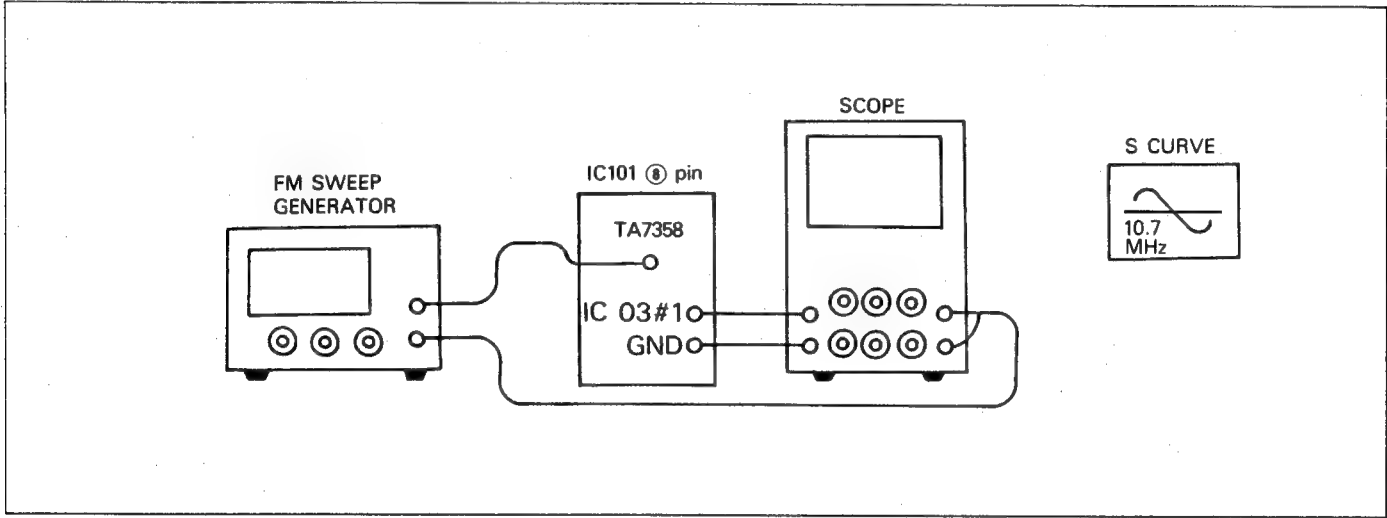 SCOPE
S CURVE
IC101 ⑧ pin
FM SWEEP
GENERATOR
TA7358
10.7
MHz
IC 03#1
GND